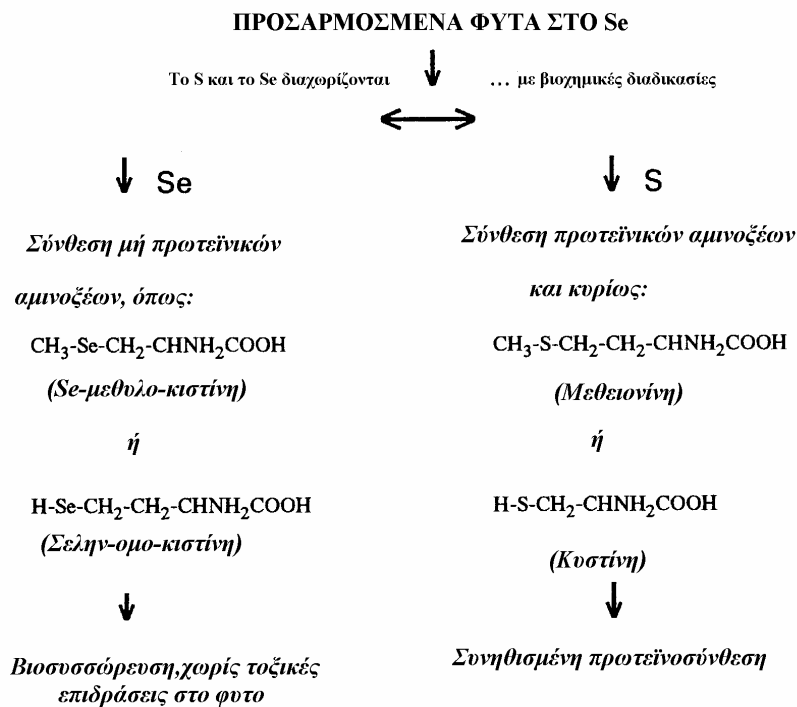 ΠΡΟΣΑΡΜΟΣΜΕΝΑ ΦΥΤΑ ΣΤΟ Se
Το S και το Se διαχωρίζονται
... με βιοχημικές διαδικασίες
Se
Σύνθεση μή πρωτεϊνικών
αμινοξέων, όπως:
CH₃-Se-CH₂-CHNH₂COOH
(Se-μεθυλο-κιστίνη)
ή
H-Se-CH₂-CH₂-CHNH₂COOH
(Σελην-ομο-κιστίνη)
Βιοσυσσώρευση,χωρίς τοξικές
επιδράσεις στο φυτο
S
Σύνθεση πρωτεϊνικών αμινοξέων
και κυρίως:
CH₃-S-CH₂-CH₂-CHNH₂COOH
(Μεθειονίνη)
ή
H-S-CH₂-CHNH₂COOH
(Κυστίνη)
Συνηθισμένη πρωτεϊνοσύνθεση